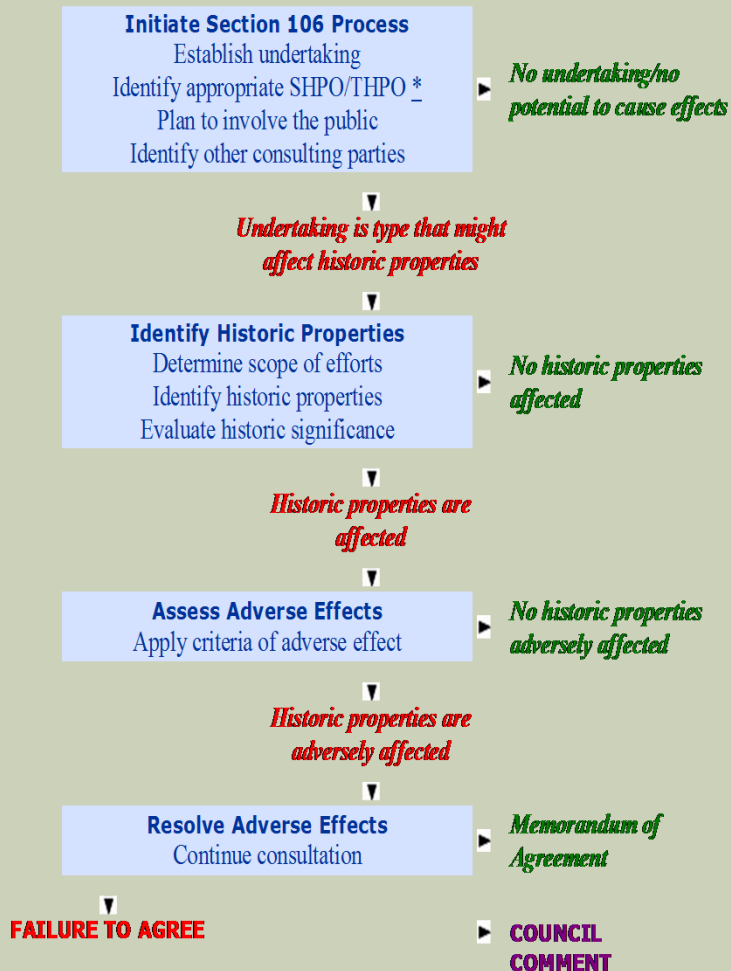 Initiate Section 106 Process
Establish undertaking
Identify appropriate SHPO/THPO *
Plan to involve the public
Identify other consulting parties
No undertaking/no
potential to cause effects
Undertaking is type that might
affect historic properties
Identify Historic Properties
Determine scope of efforts
Identify historic properties
Evaluate historic significance
No historic properties
affected
Historic properties are
affected
Assess Adverse Effects
Apply criteria of adverse effect
No historic properties
adversely affected
Historic properties are
adversely affected
Resolve Adverse Effects
Continue consultation
Memorandum of
Agreement
FAILURE TO AGREE
COUNCIL
COMMENT